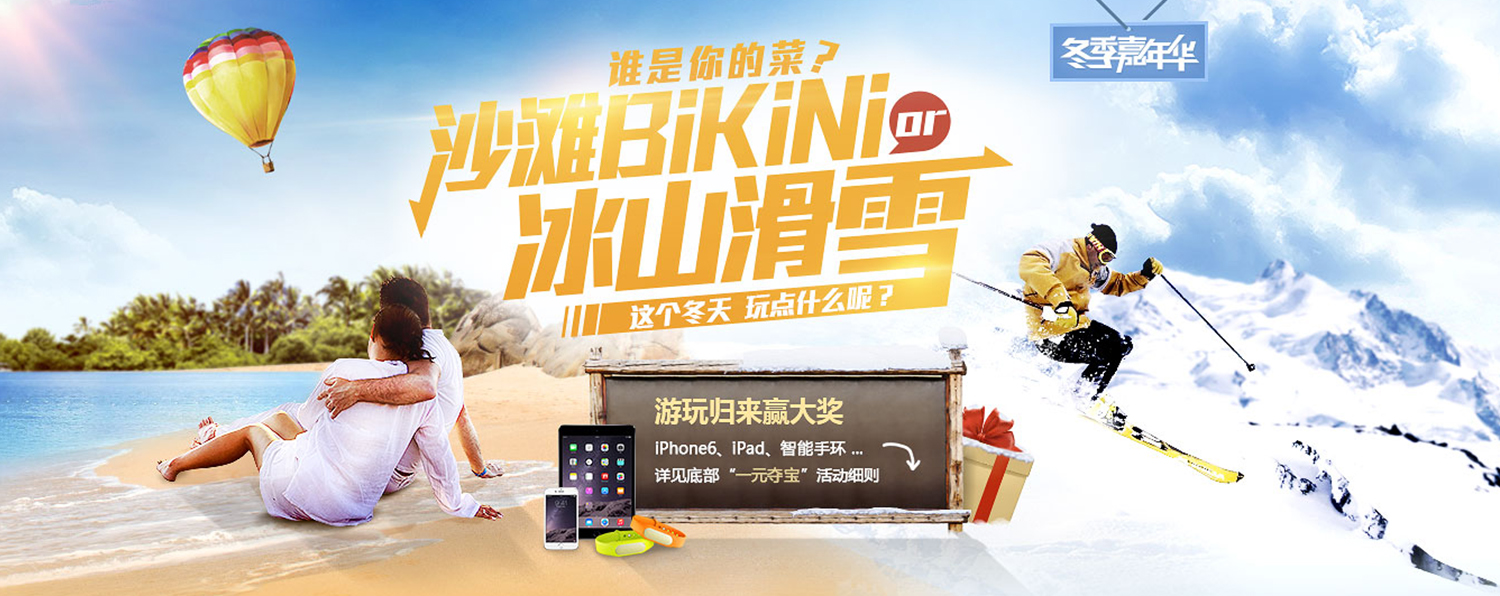 冬季嘉年华
谁是你的菜？
沙滩BiKiNi or
冰山滑雪
这个冬天 玩点什么呢？
游玩归来赢大奖
iPhone6、iPad、智能手环 ...
详见底部“一元夺宝”活动细则